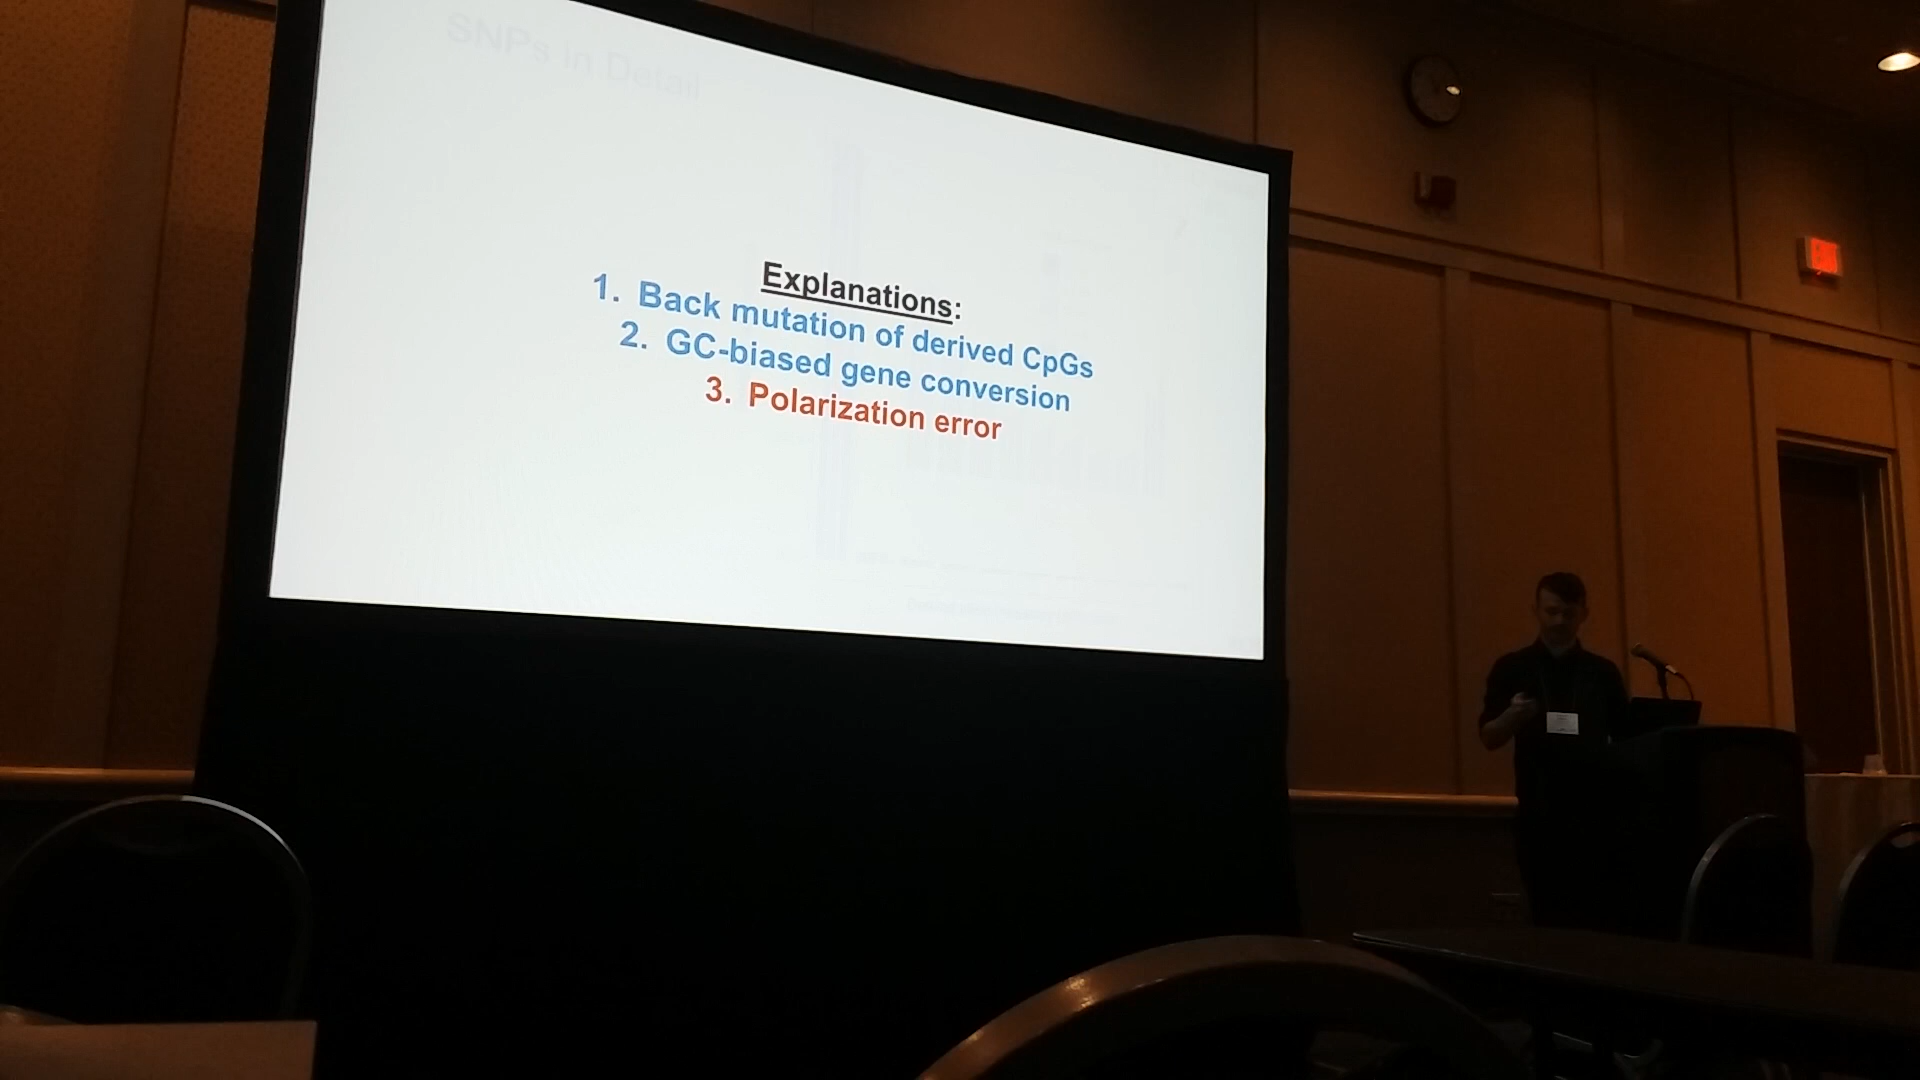 SNPs in Detail
Explanations:
1. Back mutation of derived CpGs
2. GC-biased gene conversion
3. Polarization error